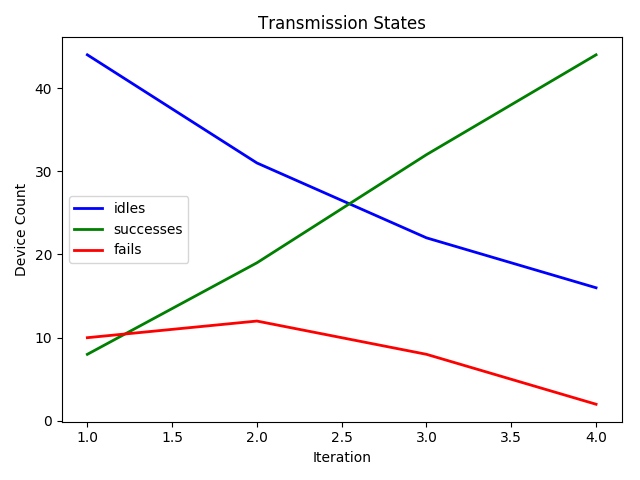 Transmission States
Device Count
40
30
20
10
0
idles
successes
fails
1.0 1.5 2.0 2.5 3.0 3.5 4.0
Iteration